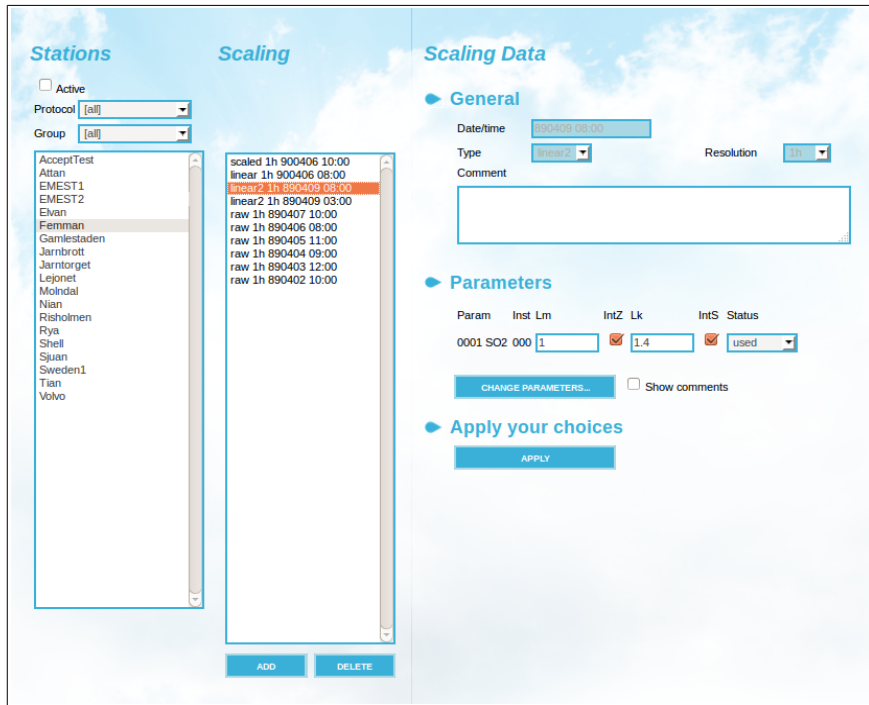 Stations
Active
Protocol [all]
Group [all]
AcceptTest
Attan
EMEST1
EMEST2
Elvan
Femman
Gamlestaden
Jarnbrott
Jarntorget
Lejonet
Molndal
Nian
Risholmen
Rya
Shell
Sjuan
Sweden1
Tian
Volvo
Scaling
scaled 1h 900406 10:00
linear 1h 900406 08:00
linear2 1h 890409 08:00
linear2 1h 890409 03:00
raw 1h 890407 10:00
raw 1h 890406 08:00
raw 1h 890405 11:00
raw 1h 890404 09:00
raw 1h 890403 12:00
raw 1h 890402 10:00
ADD DELETE
Scaling Data
General
Date/time 890409 08:00
Type linear2 Resolution 1h
Comment
Parameters
Param Inst Lm IntZ Lk IntS Status
0001 SO2 000 1 1.4 used
CHANGE PARAMETERS... Show comments
Apply your choices
APPLY